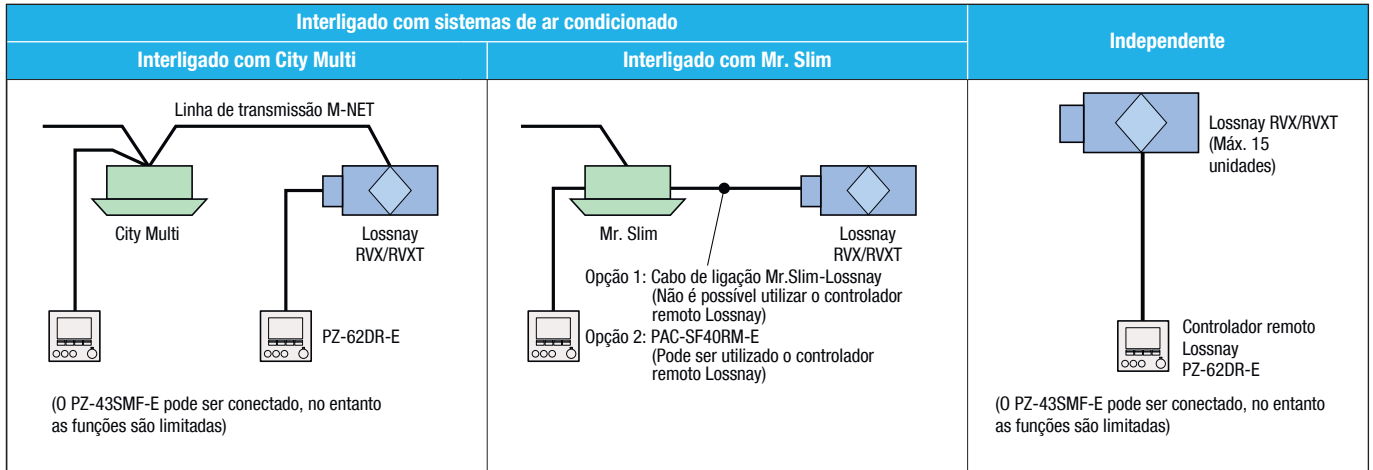 Interligado com sistemas de ar condicionado
Independente
Interligado com City Multi
Interligado com Mr. Slim
Linha de transmissão M-NET
City Multi
Lossnay
RVX/RVXT
PZ-62DR-E
(O PZ-43SMF-E pode ser conectado, no entanto
as funções são limitadas)
Mr. Slim
Lossnay
RVX/RVXT
Opção 1: Cabo de ligação Mr.Slim-Lossnay
(Não é possível utilizar o controlador
remoto Lossnay)
Opção 2: PAC-SF40RM-E
(Pode ser utilizado o controlador
remoto Lossnay)
Lossnay RVX/RVXT
(Máx. 15
unidades)
Controlador remoto
Lossnay
PZ-62DR-E
(O PZ-43SMF-E pode ser conectado, no entanto
as funções são limitadas)